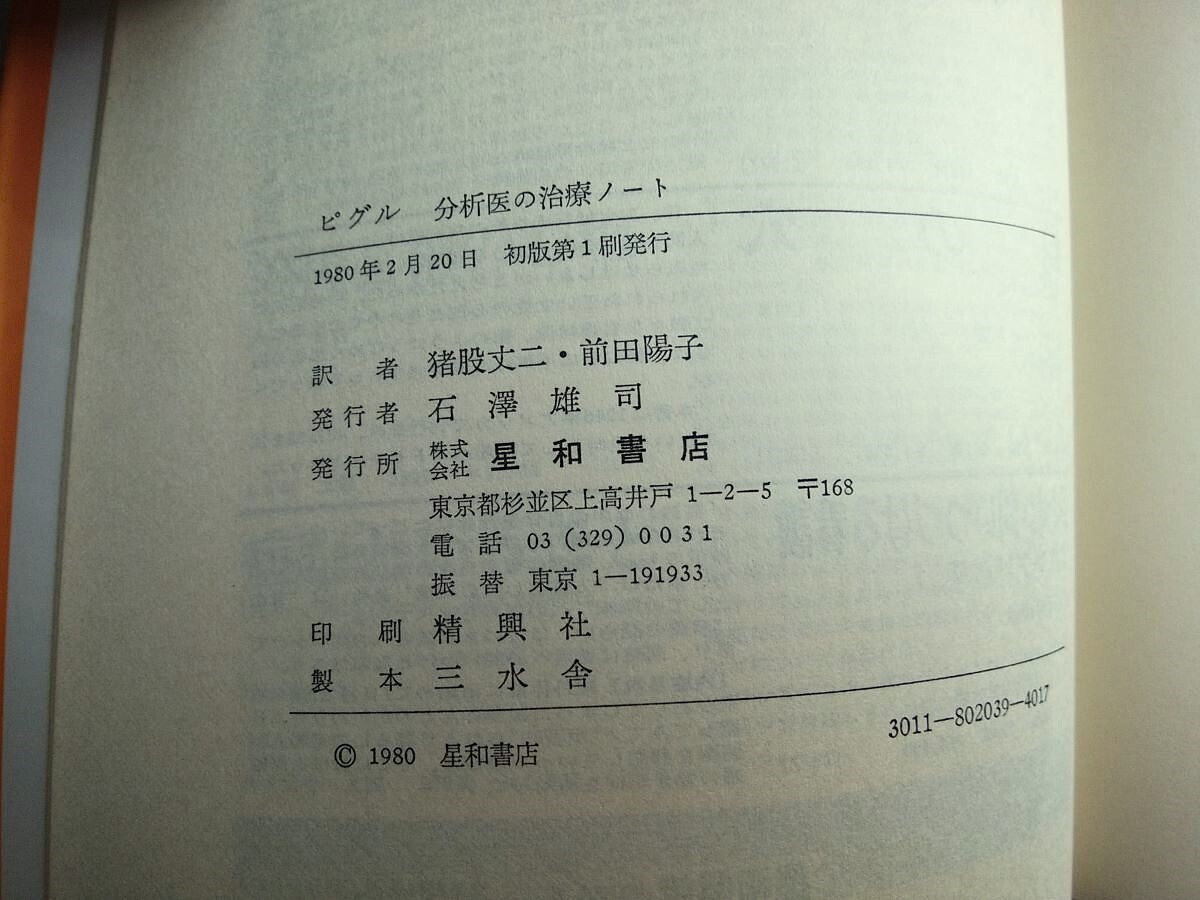 ピグル 分析医の治療ノート
1980年2月20日 初版第1刷発行
訳者 猪股丈二・前田陽子
発行者 石澤雄司
発行所 株式会社 星和書店
東京都杉並区上高井戸 1—2—5 〒168
電話 03 (329) 0031
振替 東京 1—191933
印刷 精興社
製本 三水舎
3011—802039—4017
© 1980 星和書店